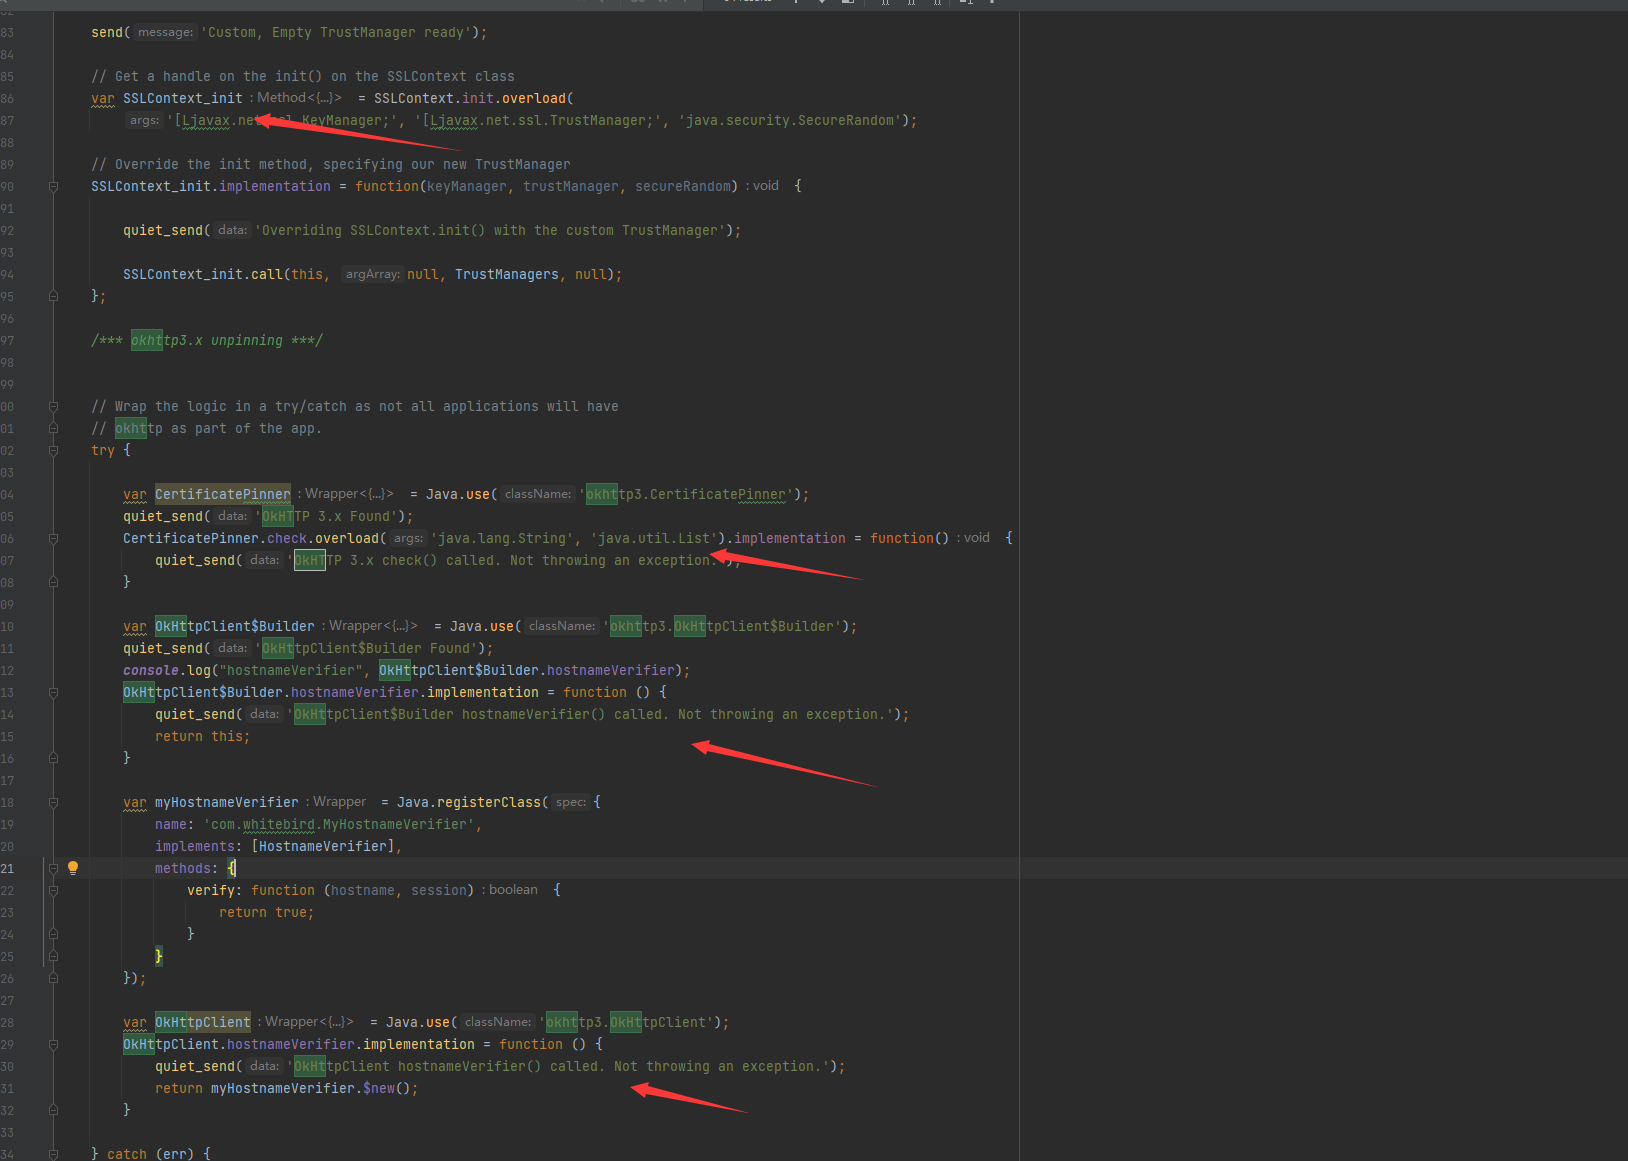 83 send( message: 'Custom, Empty TrustManager ready');
84
85 // Get a handle on the init() on the SSLContext class
86 var SSLContext_init : Method<{...}> = SSLContext.init.overload(
87 args: '[Ljavax.net.ssl.KeyManager;', '[Ljavax.net.ssl.TrustManager;', 'java.security.SecureRandom');
88
89 // Override the init method, specifying our new TrustManager
90 SSLContext_init.implementation = function(keyManager, trustManager, secureRandom) : void {
91
92 quiet_send( data: 'Overriding SSLContext.init() with the custom TrustManager');
93
94 SSLContext_init.call(this, argArray: null, TrustManagers, null);
95 };
96
97 /*** okhttp3.x unpinning ***/
98
99
00 // Wrap the logic in a try/catch as not all applications will have
01 // okhttp as part of the app.
02 try {
03
04 var CertificatePinner : Wrapper<{...}> = Java.use( className: 'okhttp3.CertificatePinner');
05 quiet_send( data: 'OkHTTP 3.x Found');
06 CertificatePinner.check.overload( args: 'java.lang.String', 'java.util.List').implementation = function() : void {
07 quiet_send( data: 'OkHTTP 3.x check() called. Not throwing an exception.');
08 }
09
10 var OkHttpClient$Builder : Wrapper<{...}> = Java.use( className: 'okhttp3.OkHttpClient$Builder');
11 quiet_send( data: 'OkHttpClient$Builder Found');
12 console.log("hostnameVerifier", OkHttpClient$Builder.hostnameVerifier);
13 OkHttpClient$Builder.hostnameVerifier.implementation = function () {
14 quiet_send( data: 'OkHttpClient$Builder hostnameVerifier() called. Not throwing an exception.');
15 return this;
16 }
17
18 var myHostnameVerifier : Wrapper = Java.registerClass( spec: {
19 name: 'com.whitebird.MyHostnameVerifier',
20 implements: [HostnameVerifier],
21 methods: {
22 verify: function (hostname, session) : boolean {
23 return true;
24 }
25 }
26 });
27
28 var OkHttpClient : Wrapper<{...}> = Java.use( className: 'okhttp3.OkHttpClient');
29 OkHttpClient.hostnameVerifier.implementation = function () {
30 quiet_send( data: 'OkHttpClient hostnameVerifier() called. Not throwing an exception.');
31 return myHostnameVerifier.$new();
32 }
33
34 } catch (err) {